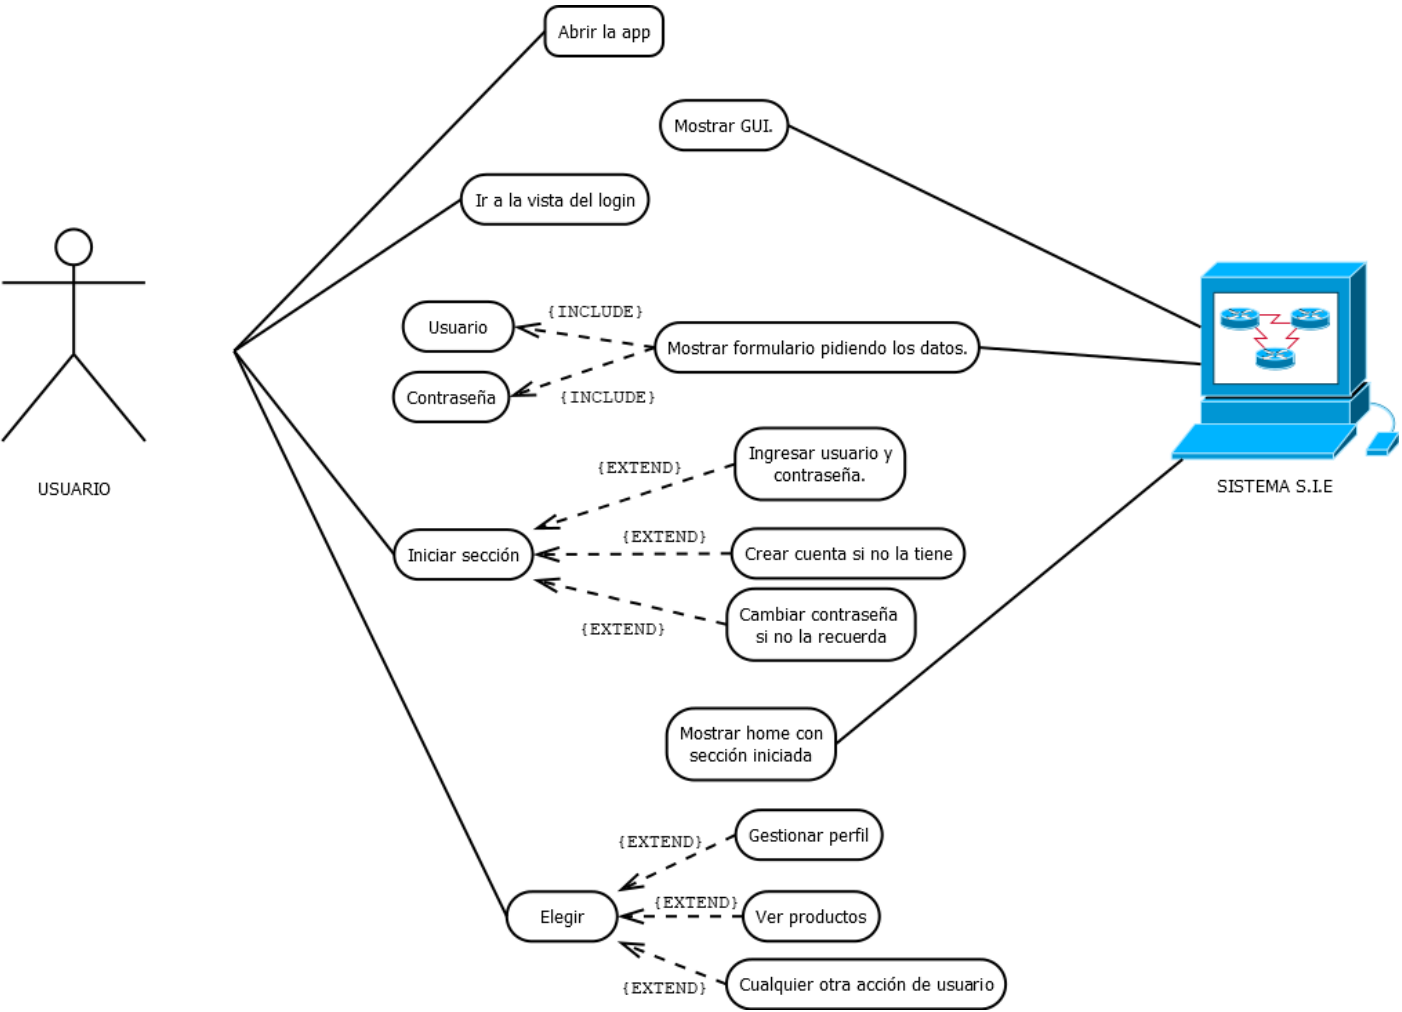 Abrir la app
Mostrar GUI.
Ir a la vista del login
{INCLUDE}
Usuario
Mostrar formulario pidiendo los datos.
Contraseña
{INCLUDE}
Ingresar usuario y
contraseña.
{EXTEND}
USUARIO
SISTEMA S.I.E
{EXTEND}
Iniciar sección
Crear cuenta si no la tiene
Cambiar contraseña
si no la recuerda
{EXTEND}
Mostrar home con
sección iniciada
Gestionar perfil
{EXTEND}
{EXTEND}
Elegir
Ver productos
Cualquier otra acción de usuario
{EXTEND}